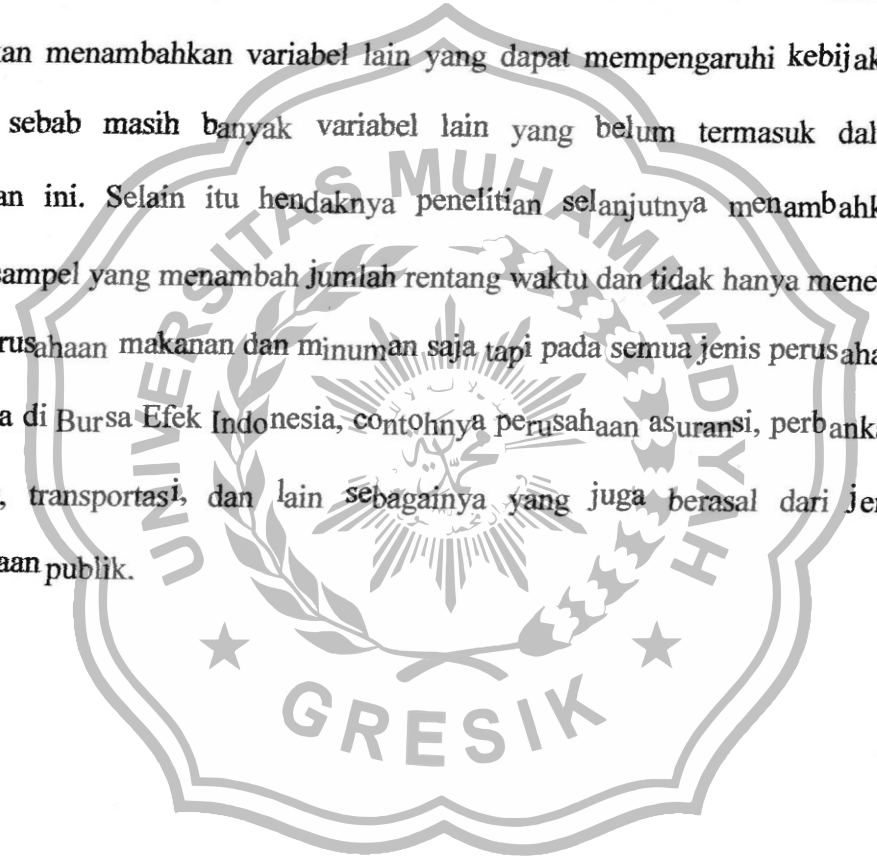 an menambahkan variabel lain yang dapat mempengaruhi kebijak
sebab masih banyak variabel lain yang belum termasuk dal
an ini. Selain itu hendaknya penelitian selanjutnya menambahk
sampel yang menambah jumlah rentang waktu dan tidak hanya mene
rusahaan makanan dan minuman saja tapi pada semua jenis perusaha
a di Bursa Efek Indonesia, contohnya perusahaan asuransi, perbanka
, transportasi, dan lain sebagainya yang juga berasal dari jen
aan publik.
UNIVERSITAS MUHAMMADIYAH
GRESIK